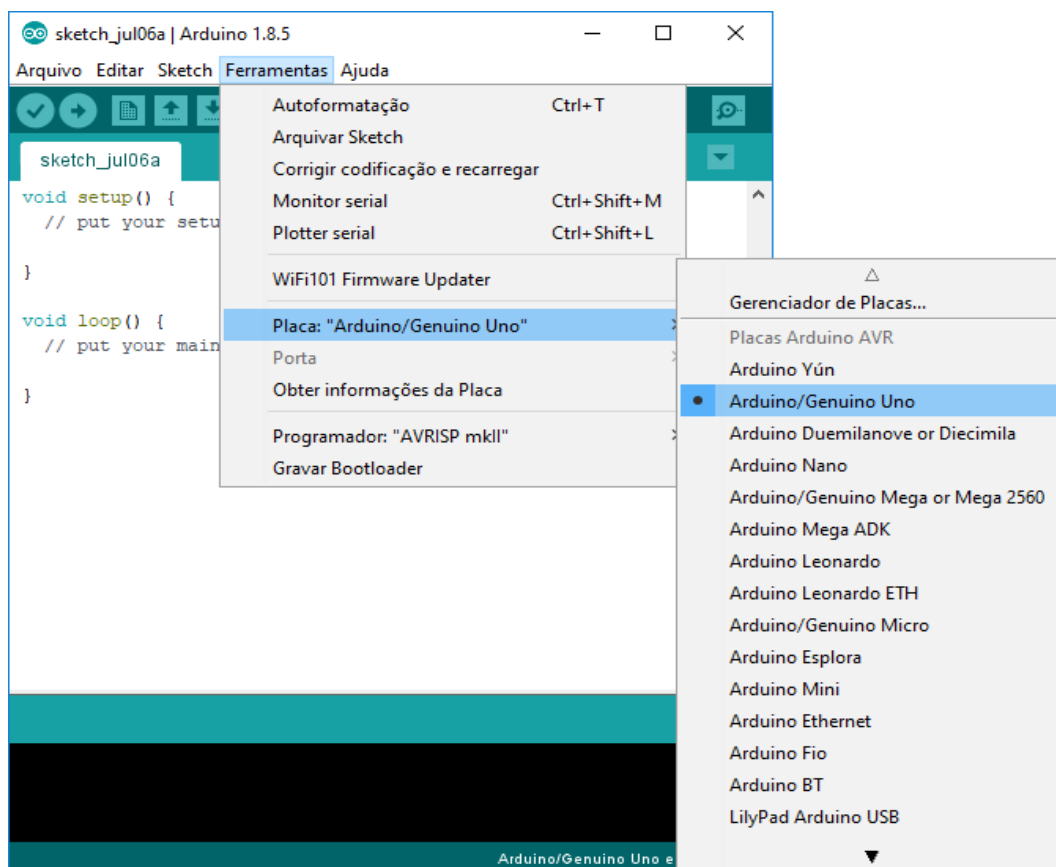 sketch_jul06a | Arduino 1.8.5
Arquivo Editar Sketch Ferramentas Ajuda
sketch_jul06a
void setup() {
// put your setu
}
void loop() {
// put your main
}
Autoformatação Ctrl+T
Arquivar Sketch
Corrigir codificação e recarregar
Monitor serial Ctrl+Shift+M
Plotter serial Ctrl+Shift+L
WiFi101 Firmware Updater
Placa: "Arduino/Genuino Uno"
Porta
Obter informações da Placa
Programador: "AVRISP mkII"
Gravar Bootloader
Gerenciador de Placas...
Placas Arduino AVR
Arduino Yún
Arduino/Genuino Uno
Arduino Duemilanove or Diecimila
Arduino Nano
Arduino/Genuino Mega or Mega 2560
Arduino Mega ADK
Arduino Leonardo
Arduino Leonardo ETH
Arduino/Genuino Micro
Arduino Esplora
Arduino Mini
Arduino Ethernet
Arduino Fio
Arduino BT
LilyPad Arduino USB
Arduino/Genuino Uno e